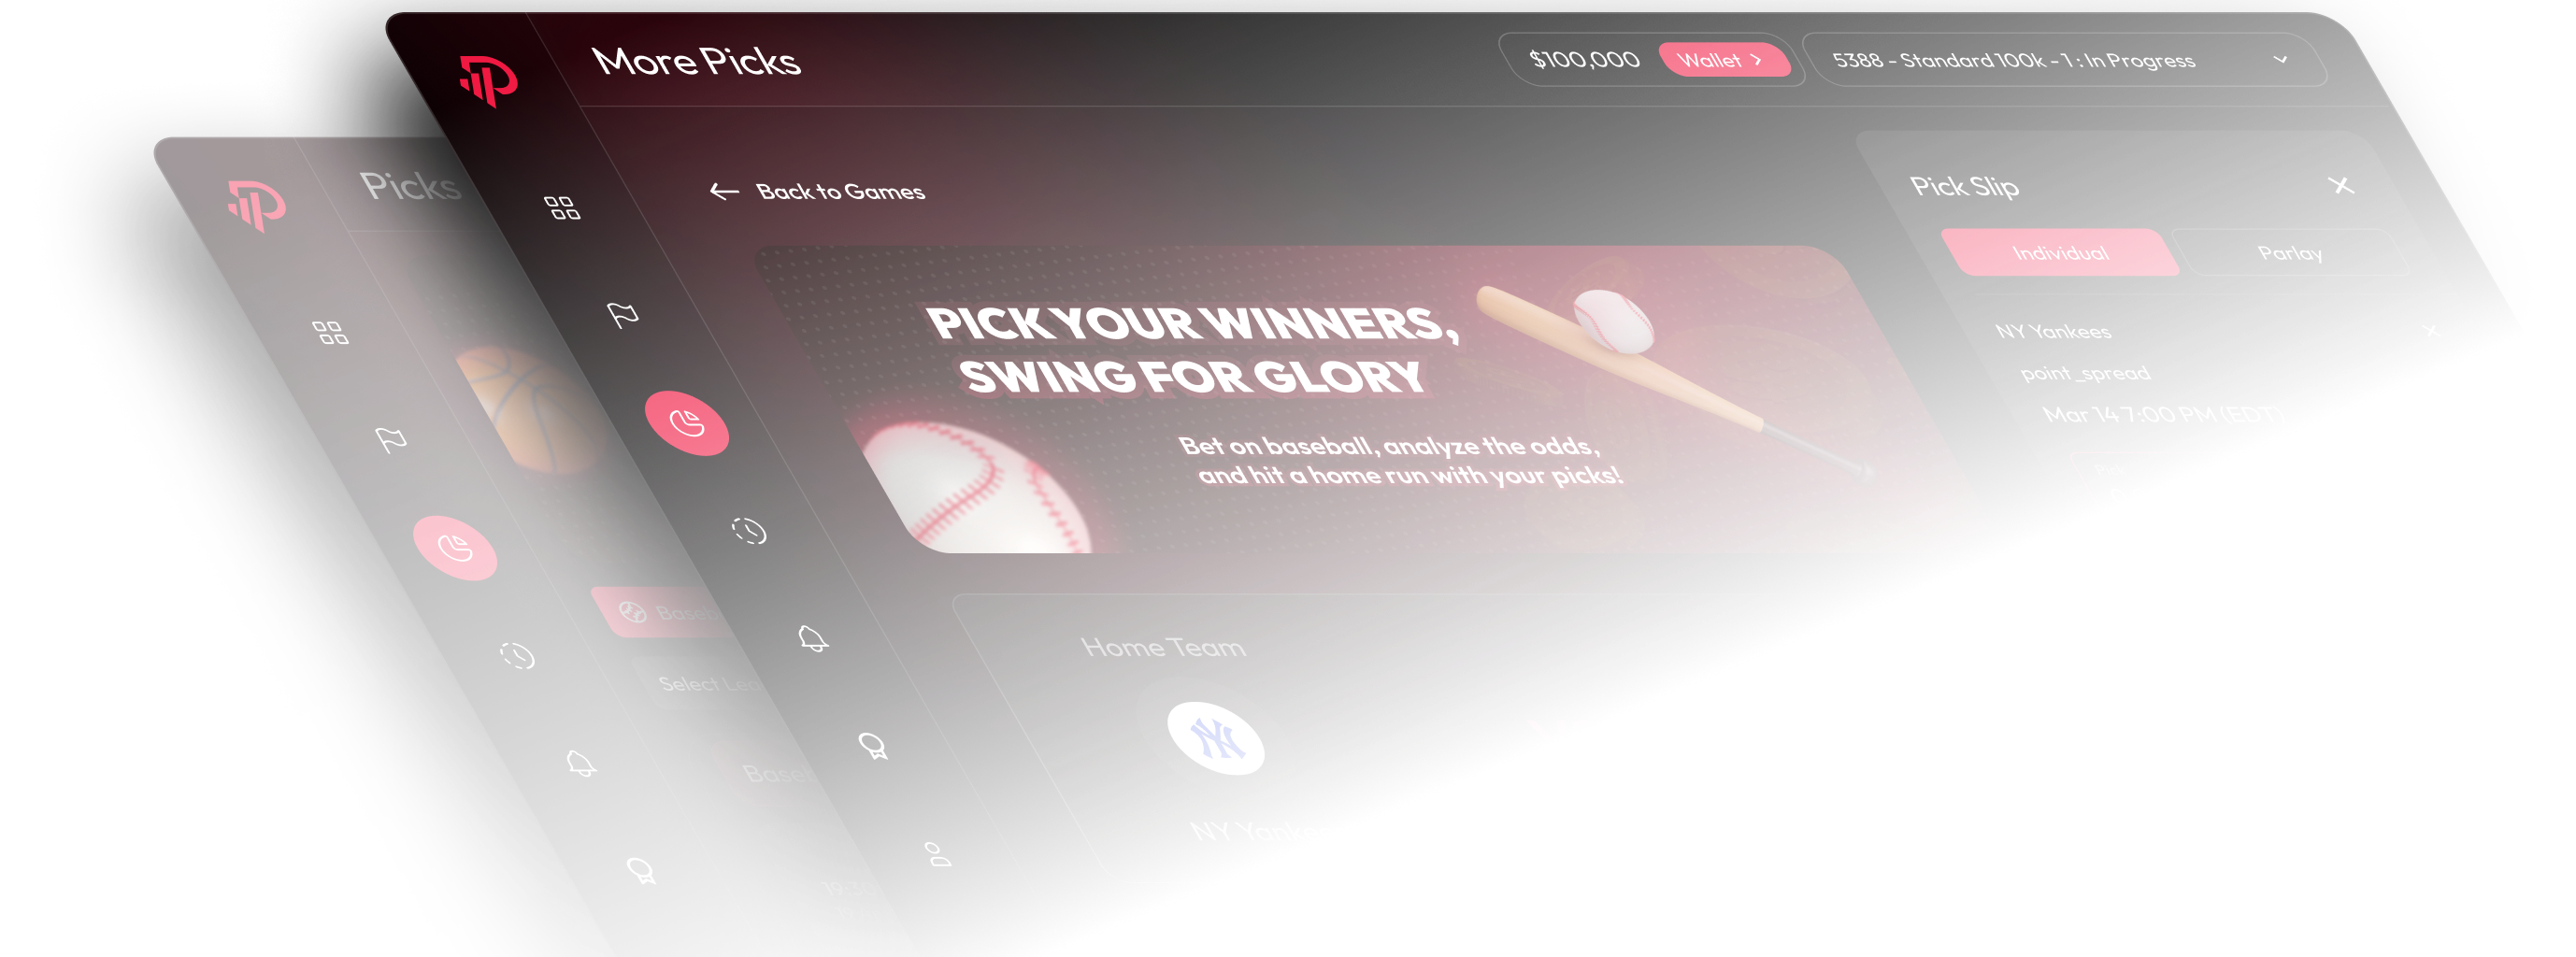 More Picks
$100,000
Wallet
5388 - Standard 100k - 1 : In Progress
Picks
Back to Games
Pick Slip
Individual
Parlay
PICK YOUR WINNERS,
SWING FOR GLORY
NY Yankees
point_spread
Mar 14 7:00 PM (EDT)
Bet on baseball, analyze the odds,
and hit a home run with your picks!
Home Team
Select
NY